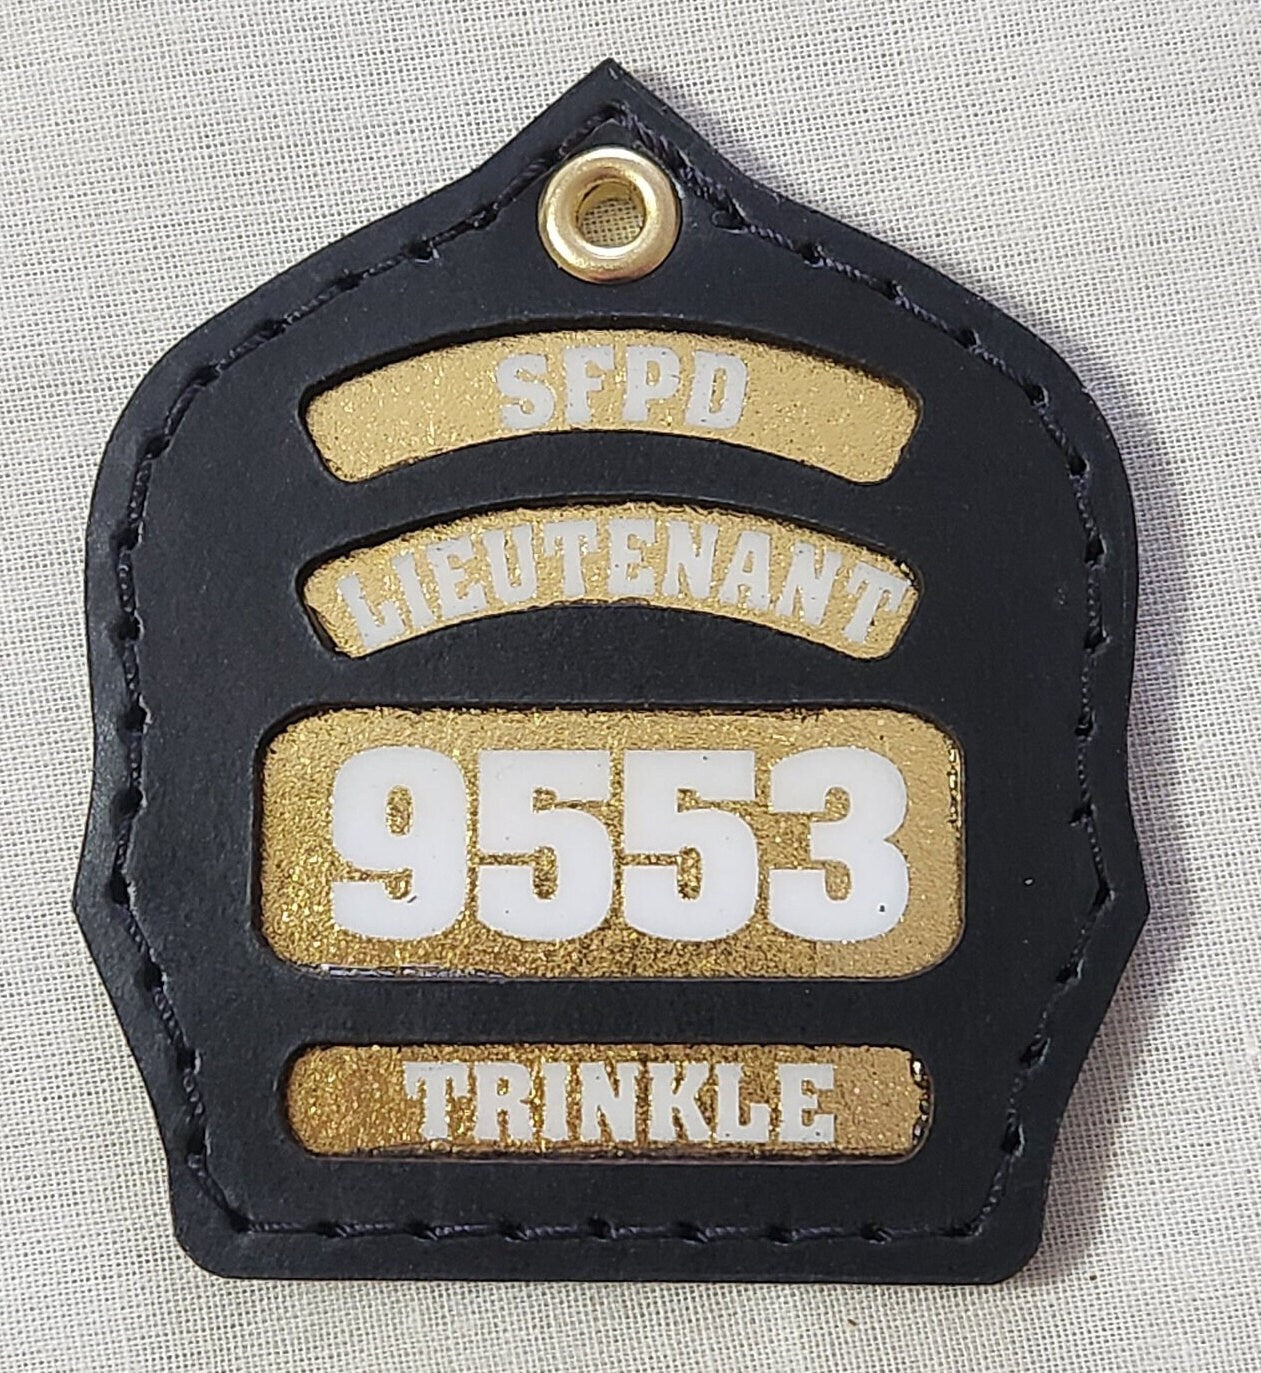 SFPD
LIEUTENANT
9553
TRINKLE